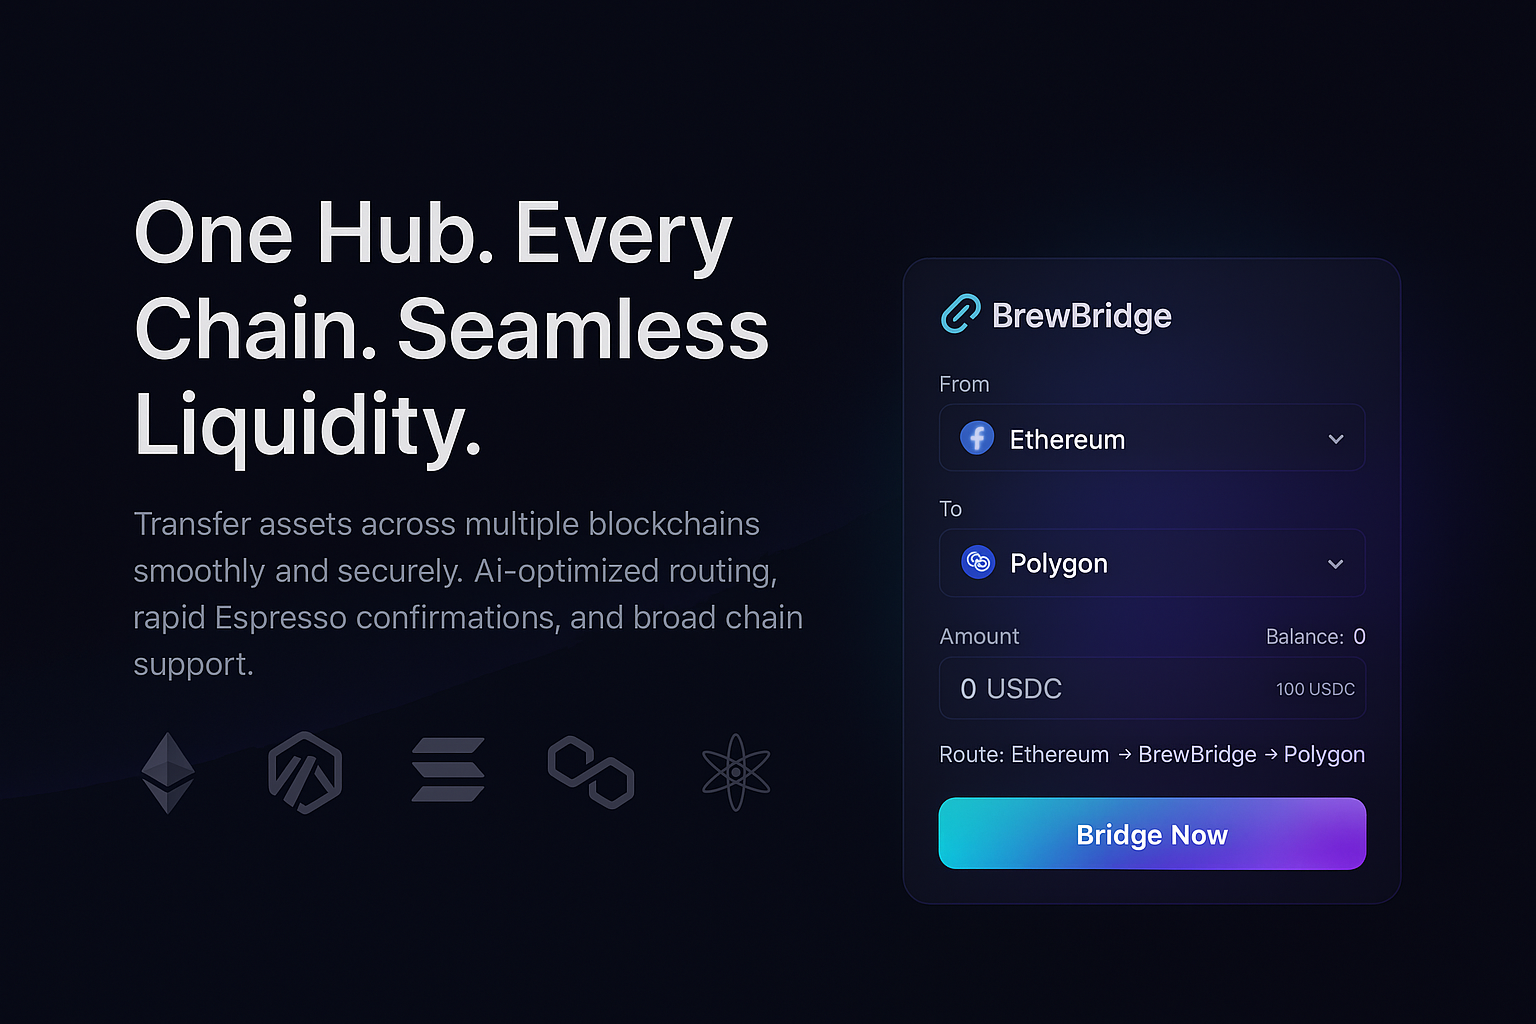 One Hub. Every
Chain. Seamless
Liquidity.
Transfer assets across multiple blockchains
smoothly and securely. Ai-optimized routing,
rapid Espresso confirmations, and broad chain
support.
BrewBridge
From
Ethereum
To
Polygon
Amount Balance: 0
0 USDC 100 USDC
Route: Ethereum → BrewBridge → Polygon
Bridge Now